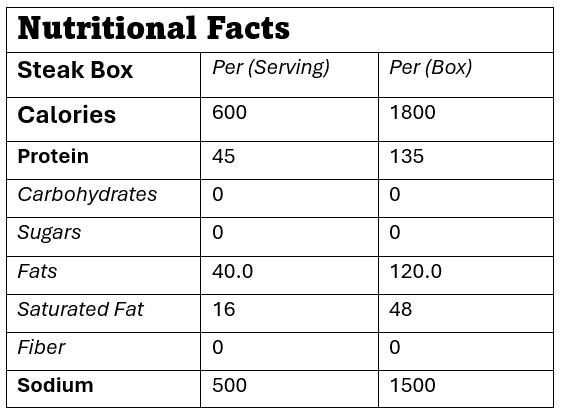 Nutritional Facts
Steak Box Per (Serving) Per (Box)
Calories 600 1800
Protein 45 135
Carbohydrates 0 0
Sugars 0 0
Fats 40.0 120.0
Saturated Fat 16 48
Fiber 0 0
Sodium 500 1500